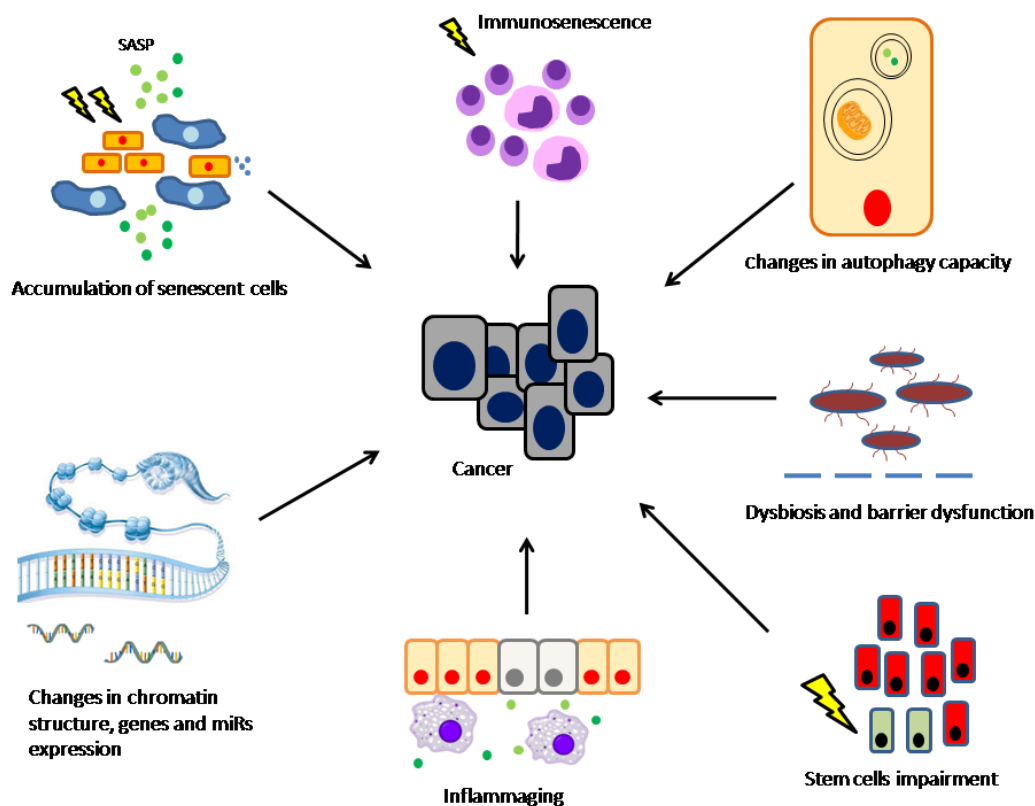 Immunosenescence
SASP
Accumulation of senescent cells
Changes in autophagy capacity
Cancer
Dysbiosis and barrier dysfunction
Changes in chromatin
structure, genes and miRs
expression
Inflammaging
Stem cells impairment